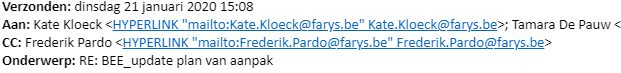 Verzonden: dinsdag 21 januari 2020 15:08
Aan: Kate Kloeck <HYPERLINK "mailto:Kate.Kloeck@farys.be" Kate.Kloeck@farys.be>; Tamara De Pauw <
CC: Frederik Pardo <HYPERLINK "mailto:Frederik.Pardo@farys.be" Frederik.Pardo@farys.be>
Onderwerp: RE: BEE_update plan van aanpak